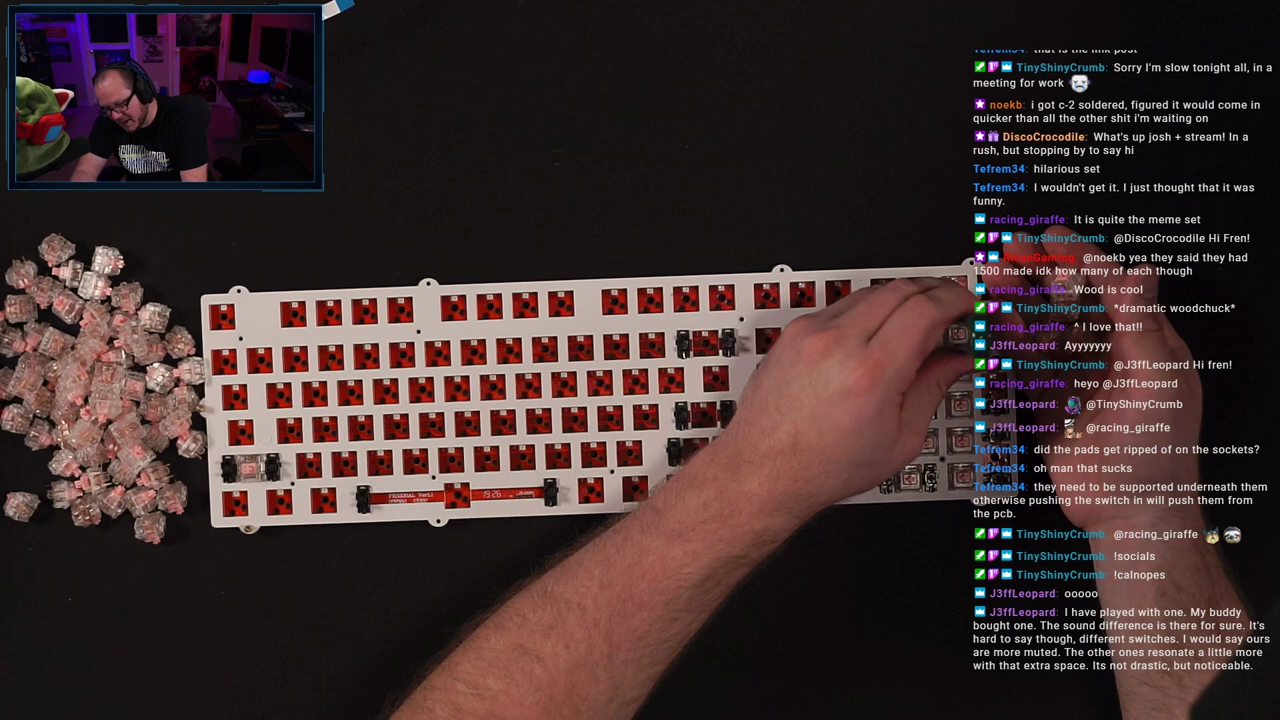 Tefrem34: that is the link post
TinyShinyCrumb: Sorry I'm slow tonight all, in a
meeting for work
noekb: i got c-2 soldered, figured it would come in
quicker than all the other shit i'm waiting on
DiscoCrocodile: What's up josh + stream! In a
rush, but stopping by to say hi
Tefrem34: hilarious set
Tefrem34: I wouldn't get it. I just thought that it was
funny.
racing_giraffe: It is quite the meme set
TinyShinyCrumb: @DiscoCrocodile Hi Fren!
@noekb yea they said they had
1500 made idk how many of each though
racing_giraffe: Wood is cool
TinyShinyCrumb: *dramatic woodchuck*
racing_giraffe: ^ I love that!!
J3ffLeopard: Ayyyyyyy
TinyShinyCrumb: @J3ffLeopard Hi fren!
racing_giraffe: heyo @J3ffLeopard
J3ffLeopard: @TinyShinyCrumb
J3ffLeopard: @racing_giraffe
Tefrem34: did the pads get ripped of on the sockets?
Tefrem34: oh man that sucks
Tefrem34: they need to be supported underneath them
otherwise pushing the switch in will push them from
the pcb.
TinyShinyCrumb: @racing_giraffe
TinyShinyCrumb: !socials
TinyShinyCrumb: !calnopes
J3ffLeopard: ooooo
J3ffLeopard: I have played with one. My buddy
bought one. The sound difference is there for sure. It's
hard to say though, different switches. I would say ours
are more muted. The other ones resonate a little more
with that extra space. Its not drastic, but noticeable.